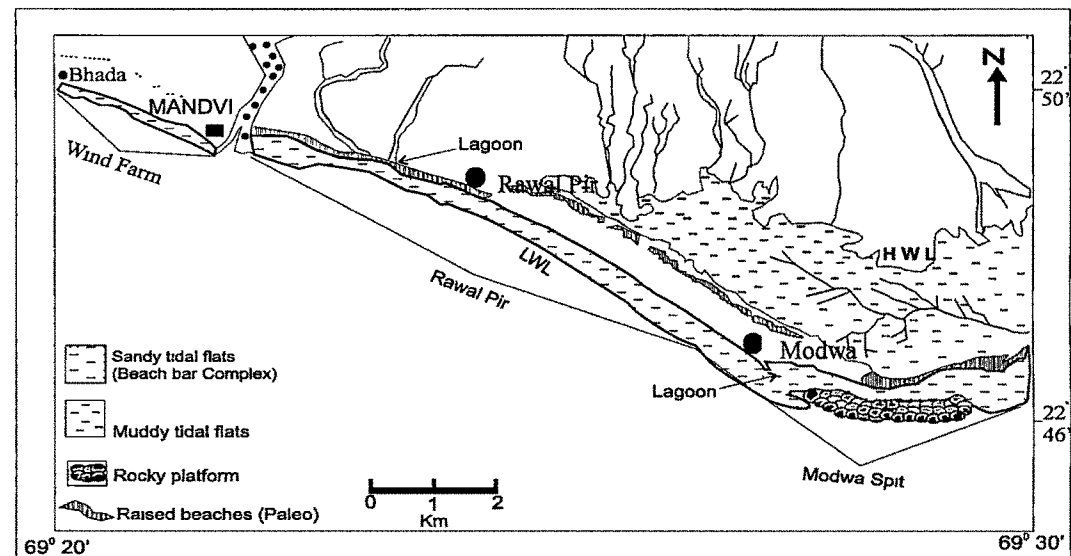 N
22°
50'
Bhada
MANDVI
Wind Farm
Lagoon
Rawal Pir
HWL
LWL
Rawal Pir
Modwa
Lagoon
22°
46'
Modwa Spit
Sandy tidal flats
(Beach bar Complex)
Muddy tidal flats
Rocky platform
Raised beaches (Paleo)
0 1 2
Km
69° 20'
69° 30'